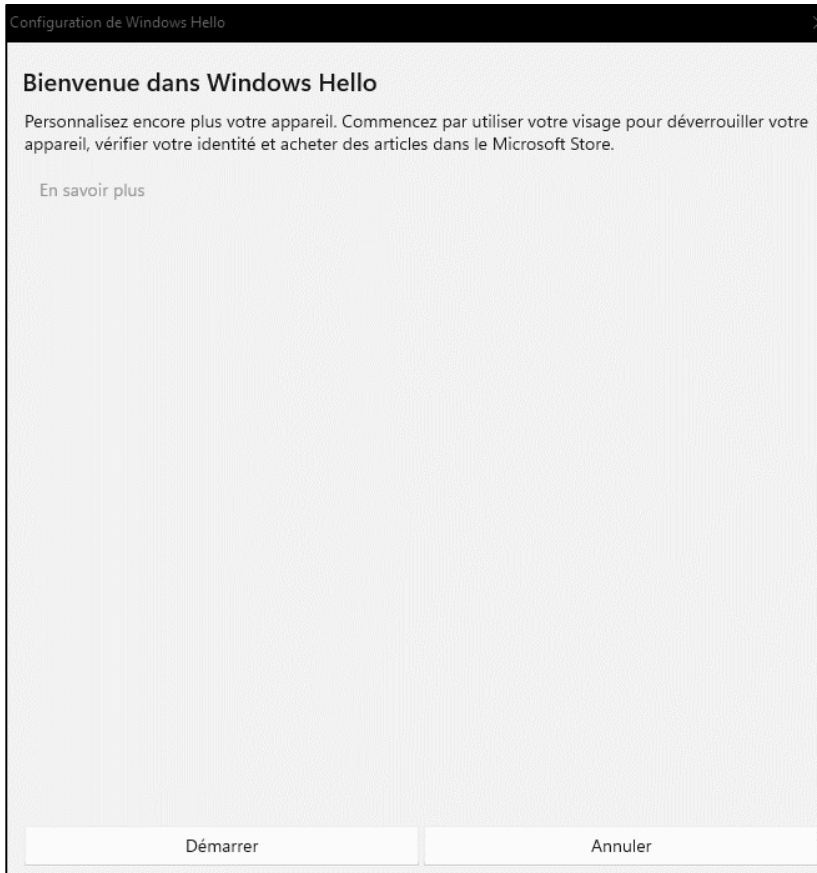 Configuration de Windows Hello
Bienvenue dans Windows Hello
Personnalisez encore plus votre appareil. Commencez par utiliser votre visage pour déverrouiller votre
appareil, vérifier votre identité et acheter des articles dans le Microsoft Store.
En savoir plus
Démarrer
Annuler